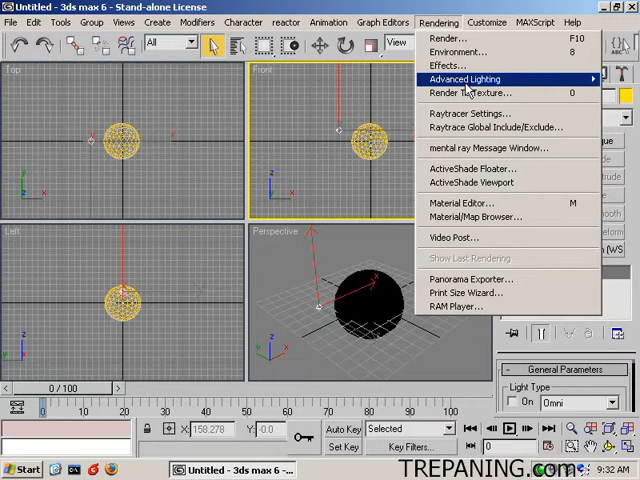 Untitled - 3ds max 6 - Stand-alone License
File Edit Tools Group Views Create Modifiers Character reactor Animation Graph Editors Rendering Customize MAXScript Help
All View
Top Front
Left Perspective
Render... F10
Environment... 8
Effects...
Advanced Lighting
Render To Texture... 0
Raytracer Settings...
Raytrace Global Include/Exclude...
mental ray Message Window...
ActiveShade Floater...
ActiveShade Viewport
Material Editor... M
Material/Map Browser...
Video Post...
Show Last Rendering
Panorama Exporter...
Print Size Wizard...
RAM Player...
General Parameters
Light Type
On Omni
0 / 100
0 10 20 30 40 50 60 70 80 90 100
X: 158.278 Y: -0.0 Auto Key Selected
Set Key Key Filters... 0
Start Untitled - 3ds max 6 -... 9:32 AM
TREPANING.com